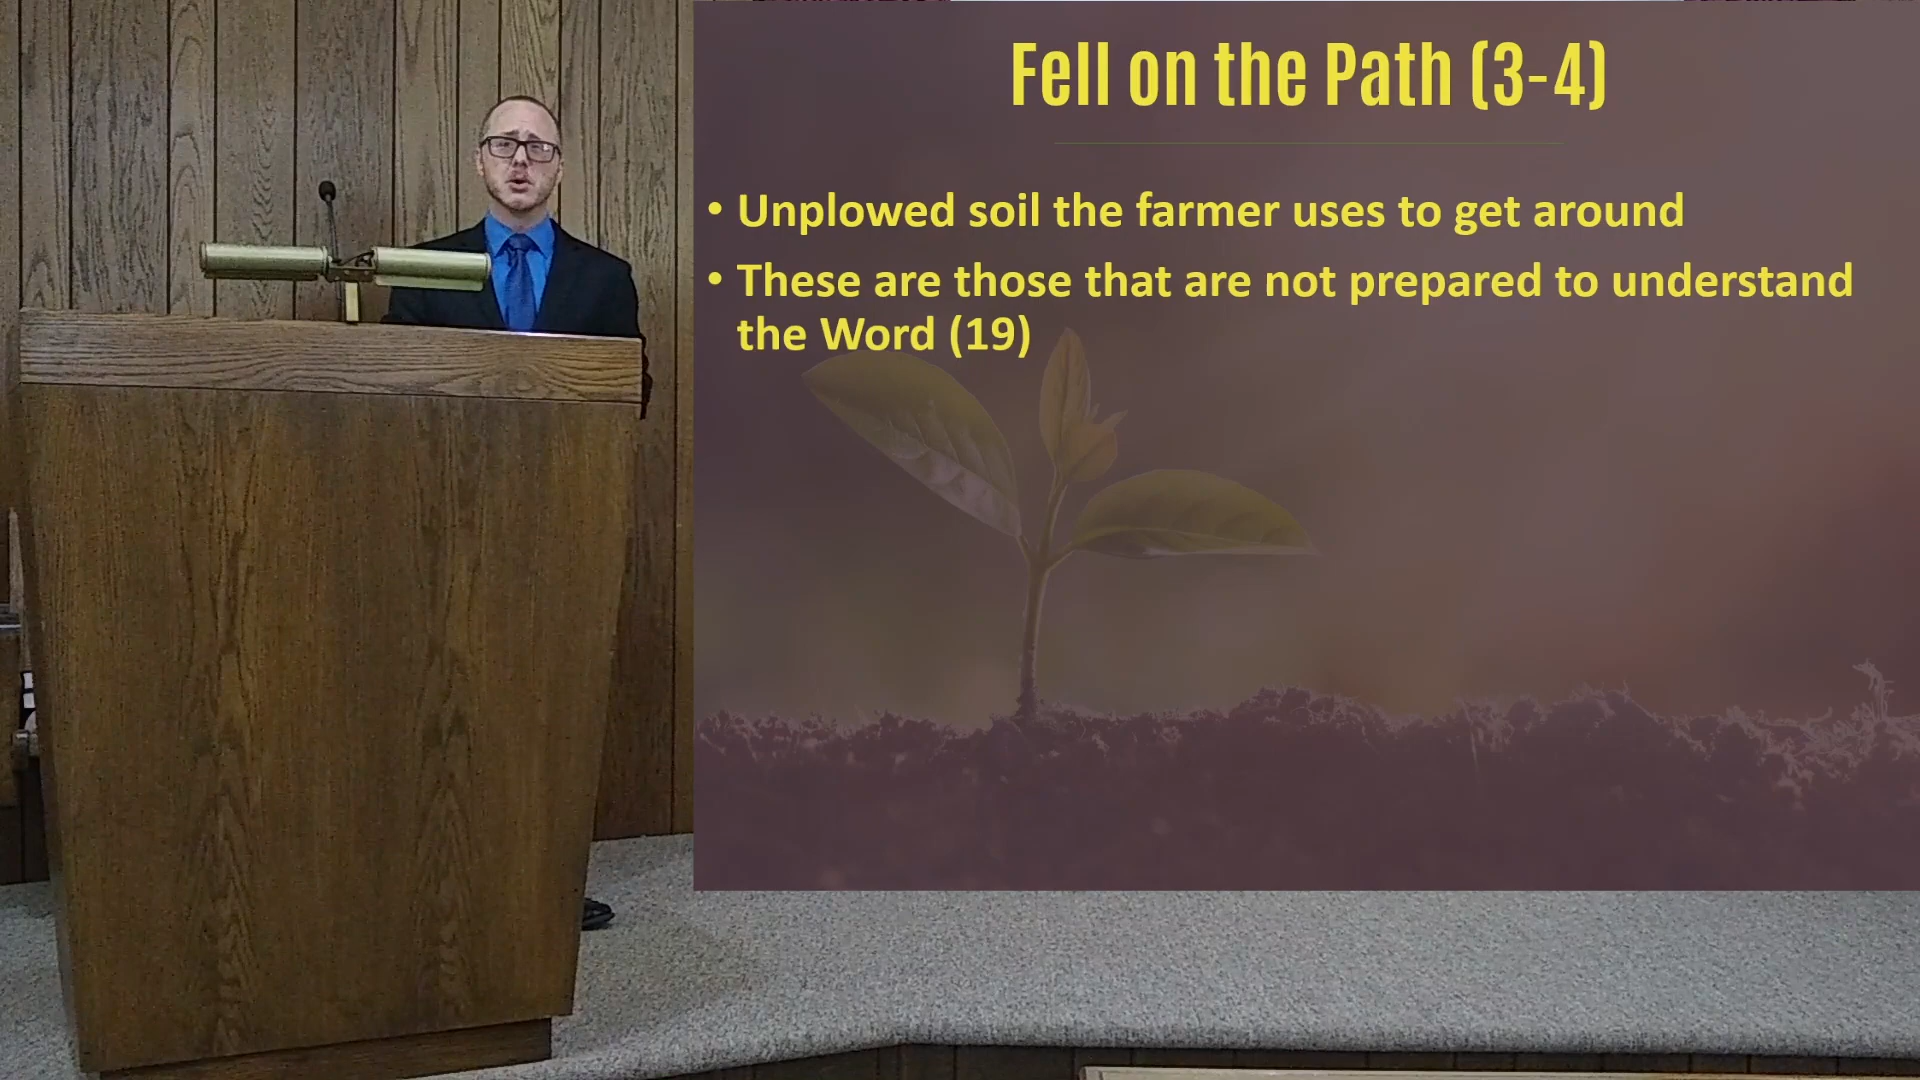 Fell on the Path (3-4)
• Unplowed soil the farmer uses to get around
• These are those that are not prepared to understand
the Word (19)